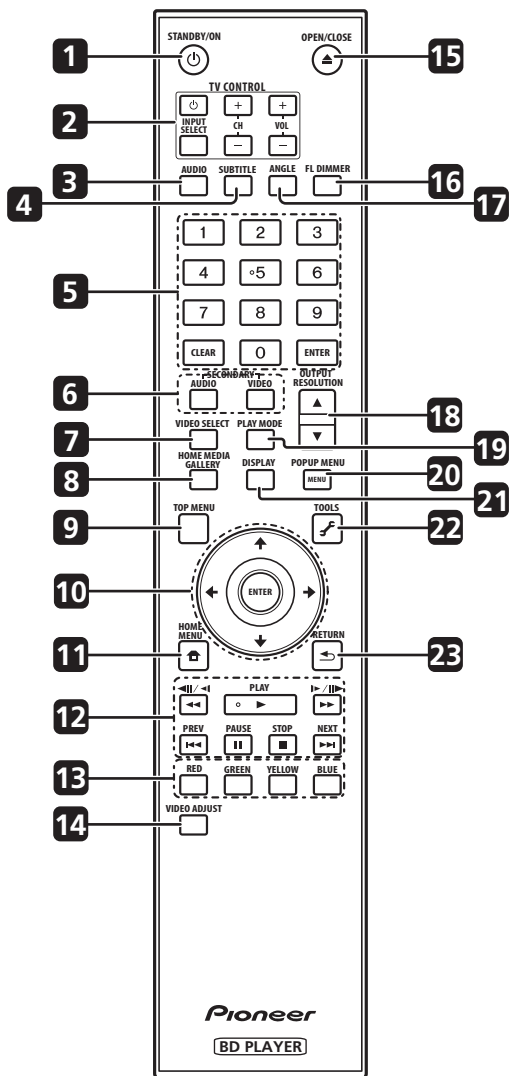 STANDBY/ON
OPEN/CLOSE
1
15
TV CONTROL
2
INPUT
SELECT
CH
VOL
+
+
–
–
3
AUDIO
SUBTITLE
ANGLE
FL DIMMER
16
4
17
1
2
3
5
4
5
6
7
8
9
CLEAR
0
ENTER
6
SECONDARY
AUDIO
VIDEO
OUTPUT
RESOLUTION
18
7
VIDEO SELECT
PLAY MODE
19
8
HOME MEDIA
GALLERY
DISPLAY
POPUP MENU
MENU
20
21
9
TOP MENU
TOOLS
22
10
ENTER
11
HOME
MENU
RETURN
23
12
PLAY
PREV
PAUSE
STOP
NEXT
13
RED
GREEN
YELLOW
BLUE
14
VIDEO ADJUST
Pioneer
BD PLAYER